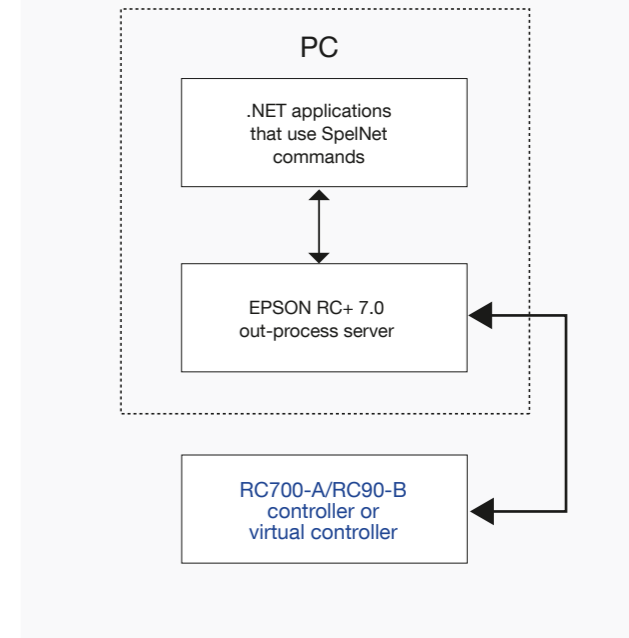 PC
.NET applications
that use SpelNet
commands
EPSON RC+ 7.0
out-process server
RC700-A/RC90-B
controller or
virtual controller